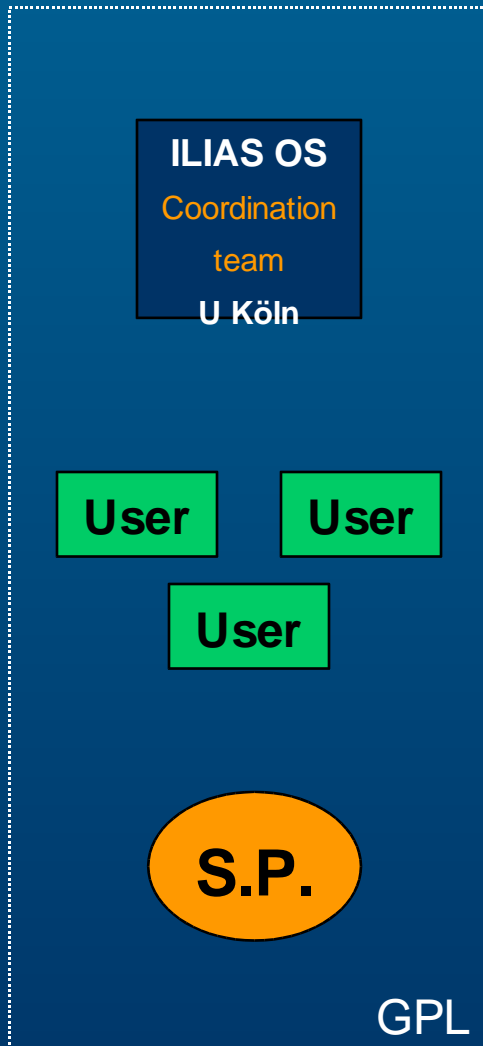 ILIAS OS
Coordination
team
U Köln
User
User
User
S.P.
GPL